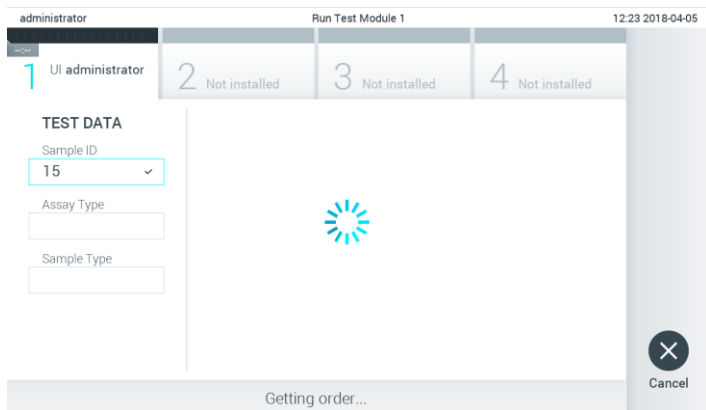 administrator Run Test Module 1 12:23 2018-04-05
--:--
1 UI administrator 2 Not installed 3 Not installed 4 Not installed
TEST DATA
Sample ID
15
Assay Type
Sample Type
Cancel
Getting order...